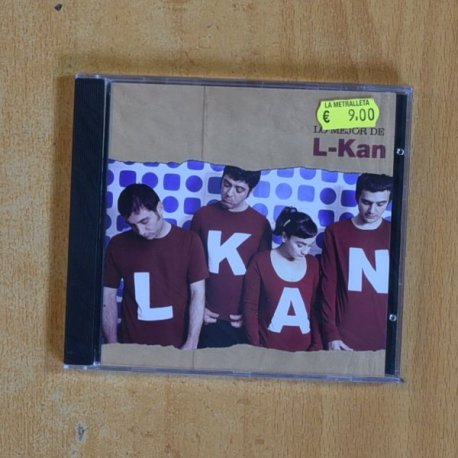 LA METRALLETA
€ 9.00
LO MEJOR DE
L-Kan
L K A N